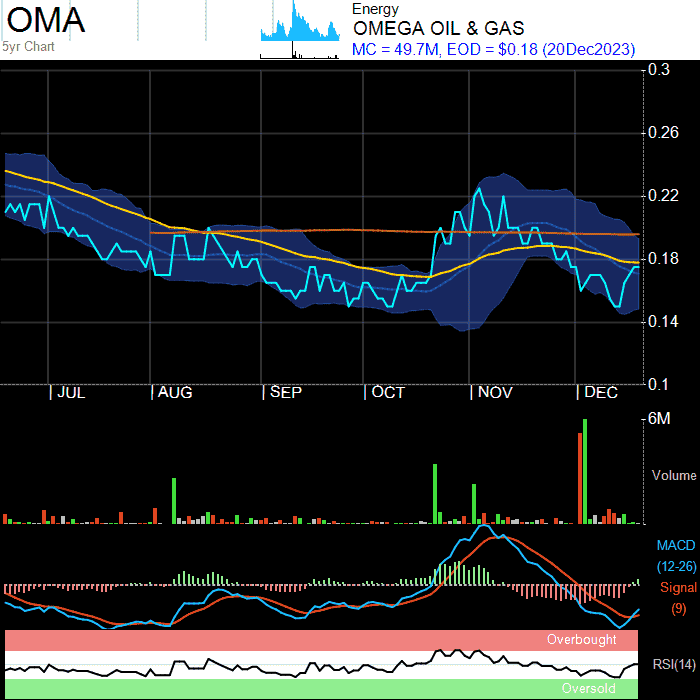 OMA
5yr Chart
Energy
OMEGA OIL & GAS
MC = 49.7M, EOD = $0.18 (20Dec2023)
0.3
0.26
0.22
0.18
0.14
0.1
JUL AUG SEP OCT NOV DEC
6M
Volume
MACD
(12-26)
Signal
(9)
Overbought
RSI(14)
Oversold